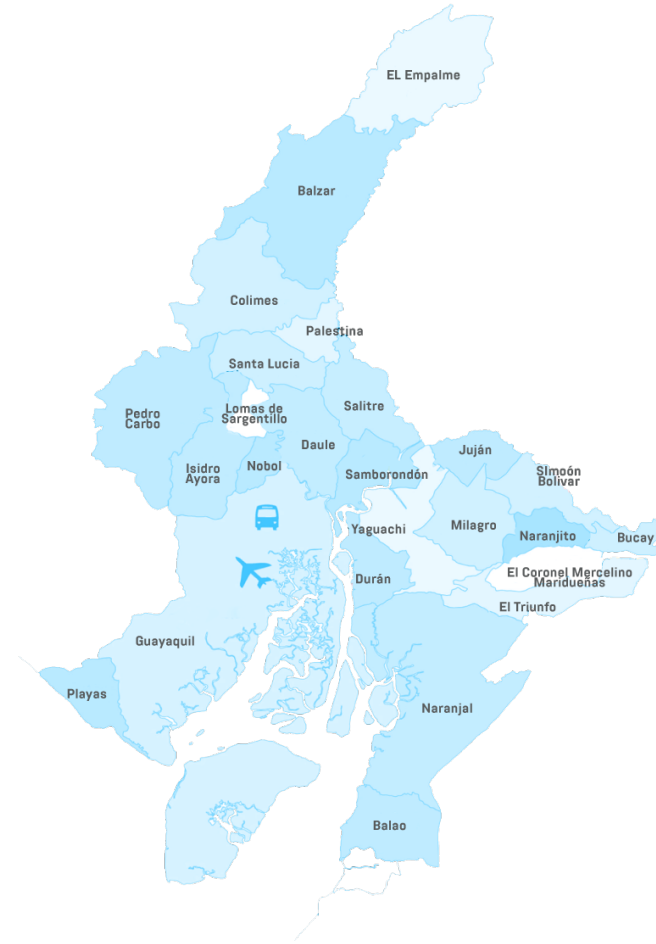 EL Empalme
Balzar
Colimes
Palestina
Santa Lucia
Pedro
Carbo
Lomas de
Sargentillo
Salitre
Daule
Isidro
Ayora
Nobol
Samborondón
Juján
SImoón
Bolivar
Yaguachi
Milagro
Naranjito
Bucay
Durán
El Coronel Mercelino
Maridueñas
El Triunfo
Guayaquil
Playas
Naranjal
Balao